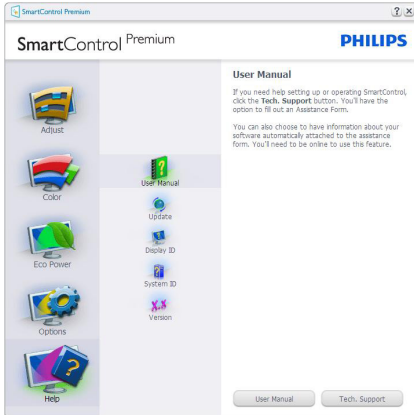 SmartControl Premium
SmartControl Premium
PHILIPS
Adjust
Color
Eco Power
Options
Help
User Manual
Update
Display ID
System ID
X.X
Version
User Manual
If you need help setting up or operating SmartControl,
click the Tech. Support button. You'll have the
option to fill out an Assistance Form.
You can also choose to have information about your
software automatically attached to the assistance
form. You'll need to be online to use this feature.
User Manual
Tech. Support